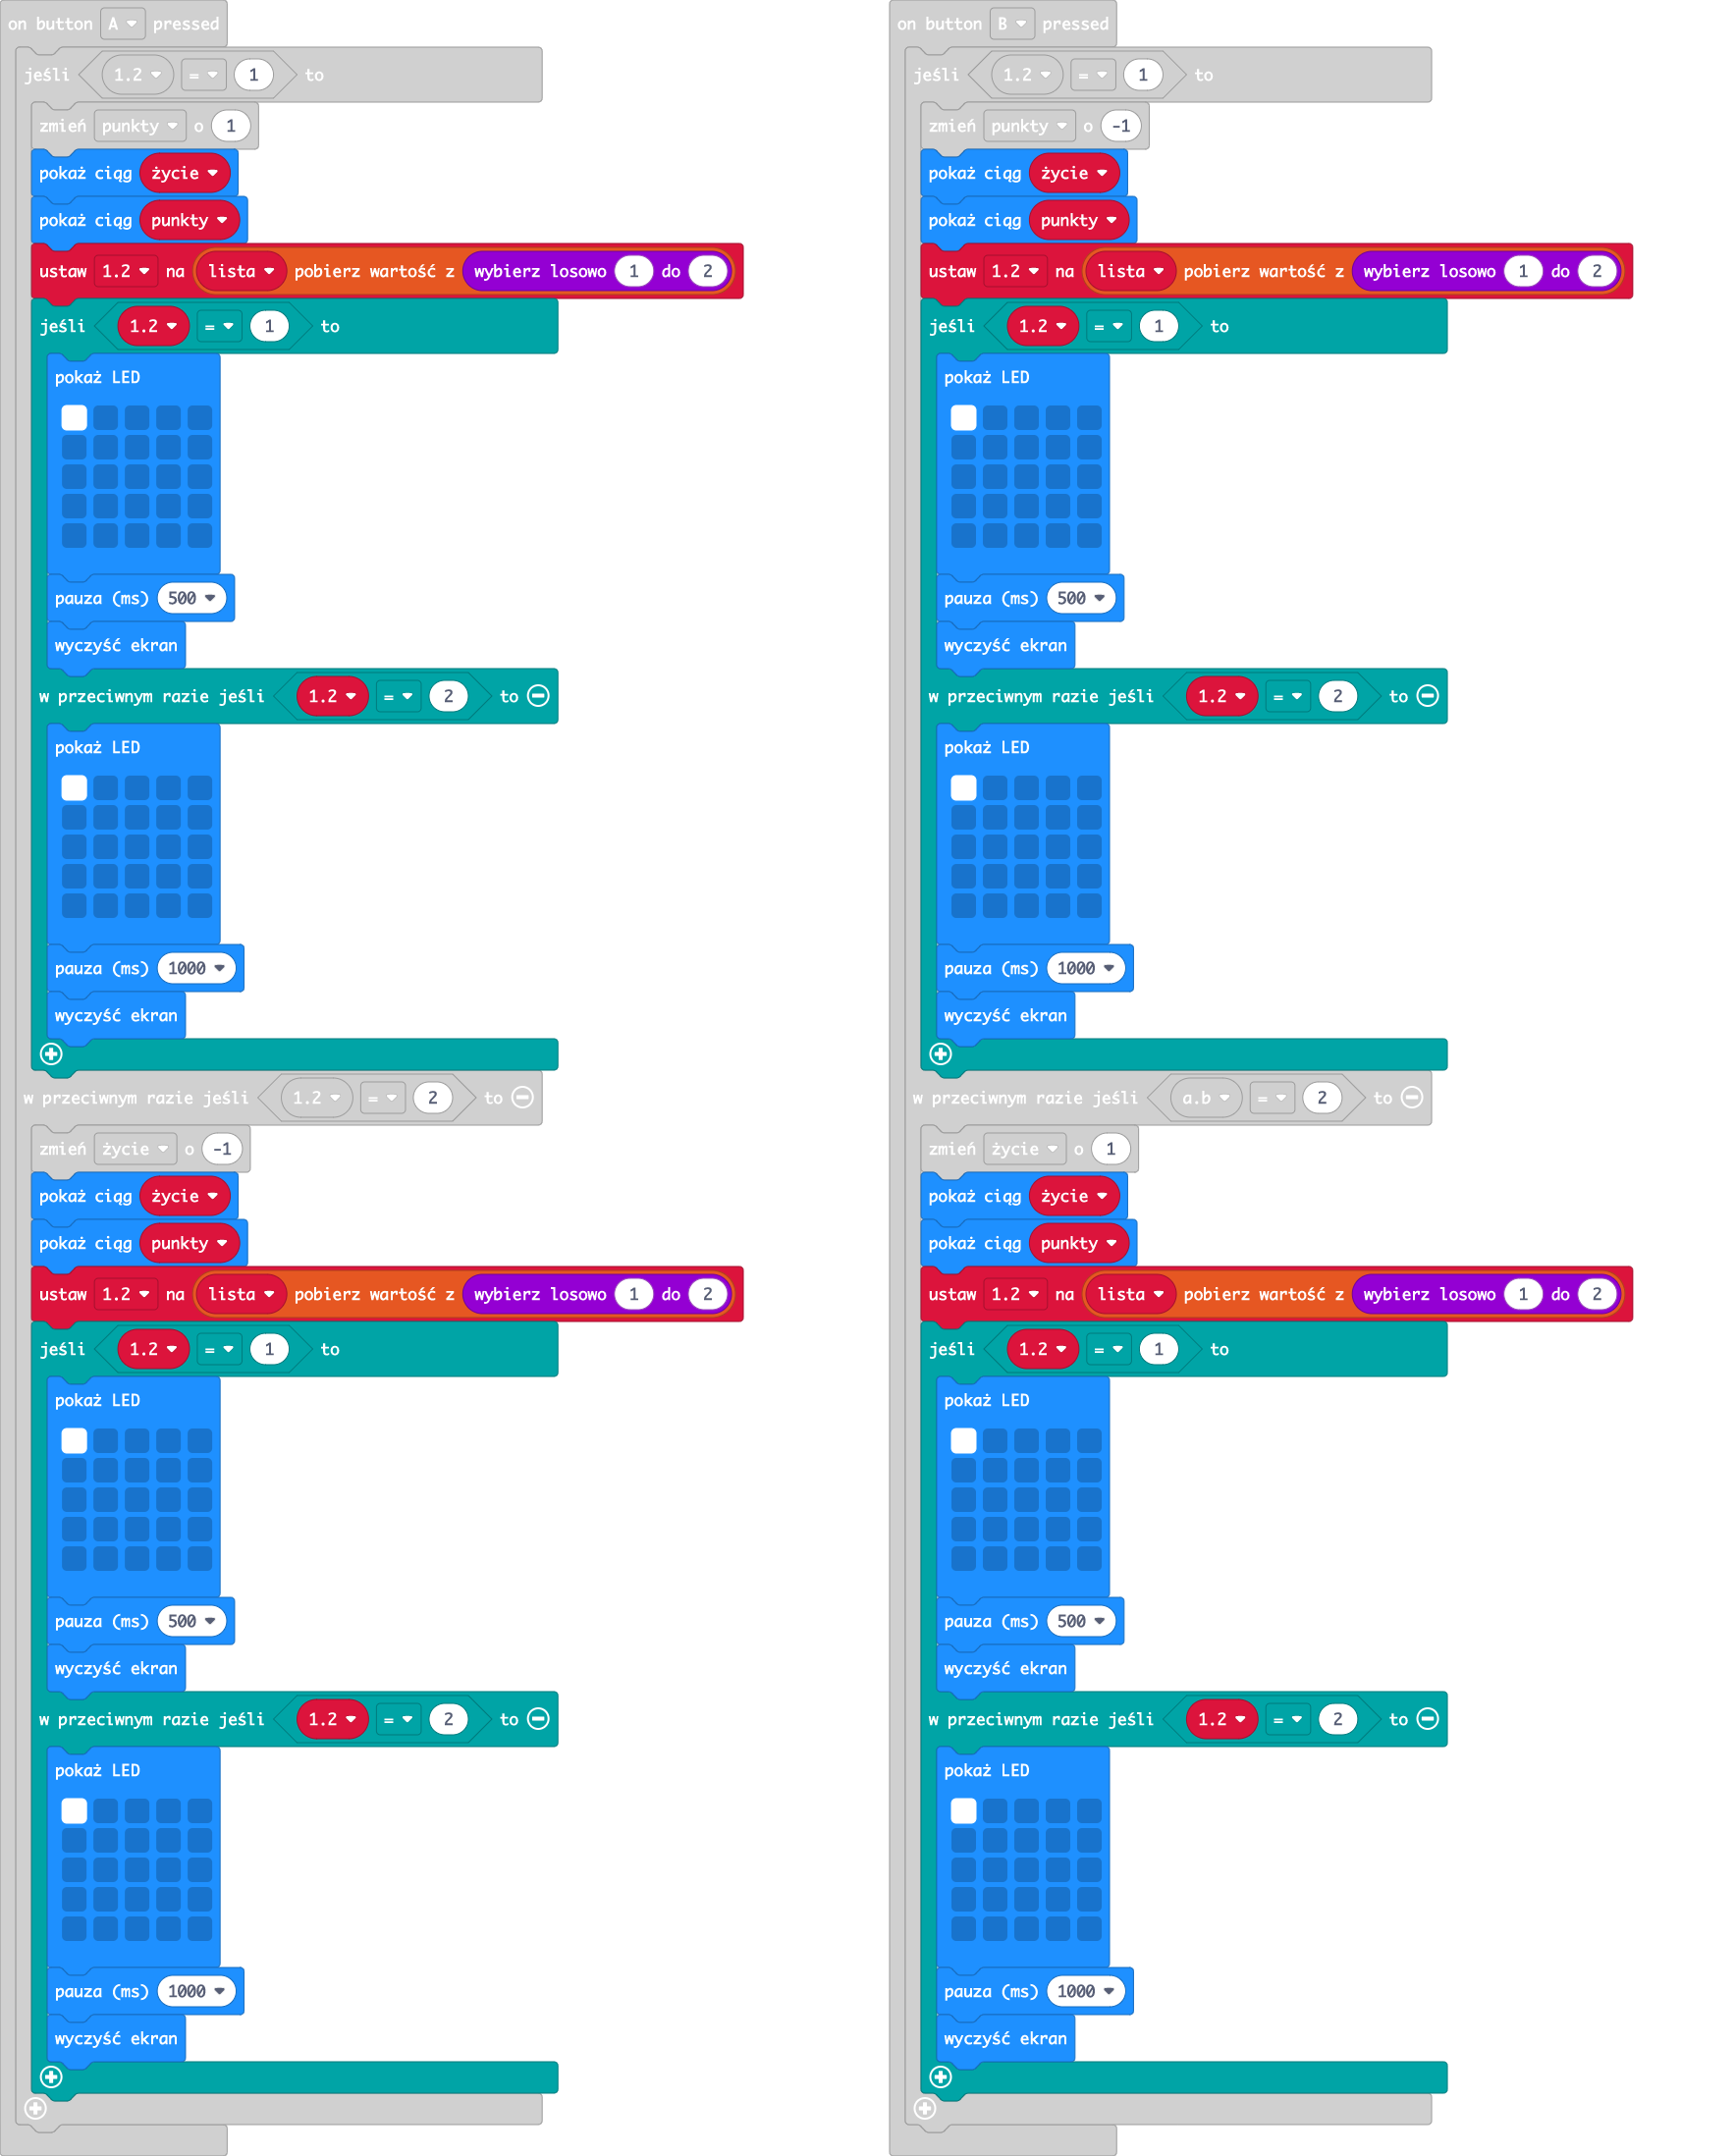 on button A pressed
jeśli 1.2 = 1 to
zmień punkty o 1
pokaż ciąg życie
pokaż ciąg punkty
ustaw 1.2 na lista pobierz wartość z wybierz losowo 1 do 2
jeśli 1.2 = 1 to
pokaż LED
pauza (ms) 500
wyczyść ekran
w przeciwnym razie jeśli 1.2 = 2 to
pokaż LED
pauza (ms) 1000
wyczyść ekran
w przeciwnym razie jeśli 1.2 = 2 to
zmień życie o -1
pokaż ciąg życie
pokaż ciąg punkty
ustaw 1.2 na lista pobierz wartość z wybierz losowo 1 do 2
jeśli 1.2 = 1 to
pokaż LED
pauza (ms) 500
wyczyść ekran
w przeciwnym razie jeśli 1.2 = 2 to
pokaż LED
pauza (ms) 1000
wyczyść ekran
on button B pressed
jeśli 1.2 = 1 to
zmień punkty o -1
pokaż ciąg życie
pokaż ciąg punkty
ustaw 1.2 na lista pobierz wartość z wybierz losowo 1 do 2
jeśli 1.2 = 1 to
pokaż LED
pauza (ms) 500
wyczyść ekran
w przeciwnym razie jeśli 1.2 = 2 to
pokaż LED
pauza (ms) 1000
wyczyść ekran
w przeciwnym razie jeśli a.b = 2 to
zmień życie o 1
pokaż ciąg życie
pokaż ciąg punkty
ustaw 1.2 na lista pobierz wartość z wybierz losowo 1 do 2
jeśli 1.2 = 1 to
pokaż LED
pauza (ms) 500
wyczyść ekran
w przeciwnym razie jeśli 1.2 = 2 to
pokaż LED
pauza (ms) 1000
wyczyść ekran